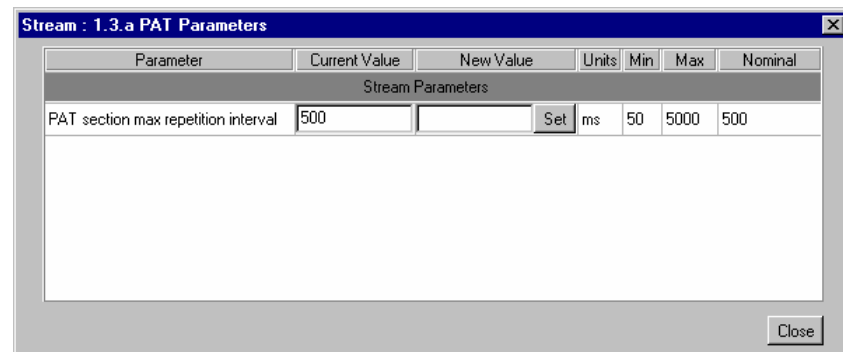 Stream : 1.3.a PAT Parameters
Parameter Current Value New Value Units Min Max Nominal
Stream Parameters
PAT section max repetition interval 500 Set ms 50 5000 500
Close